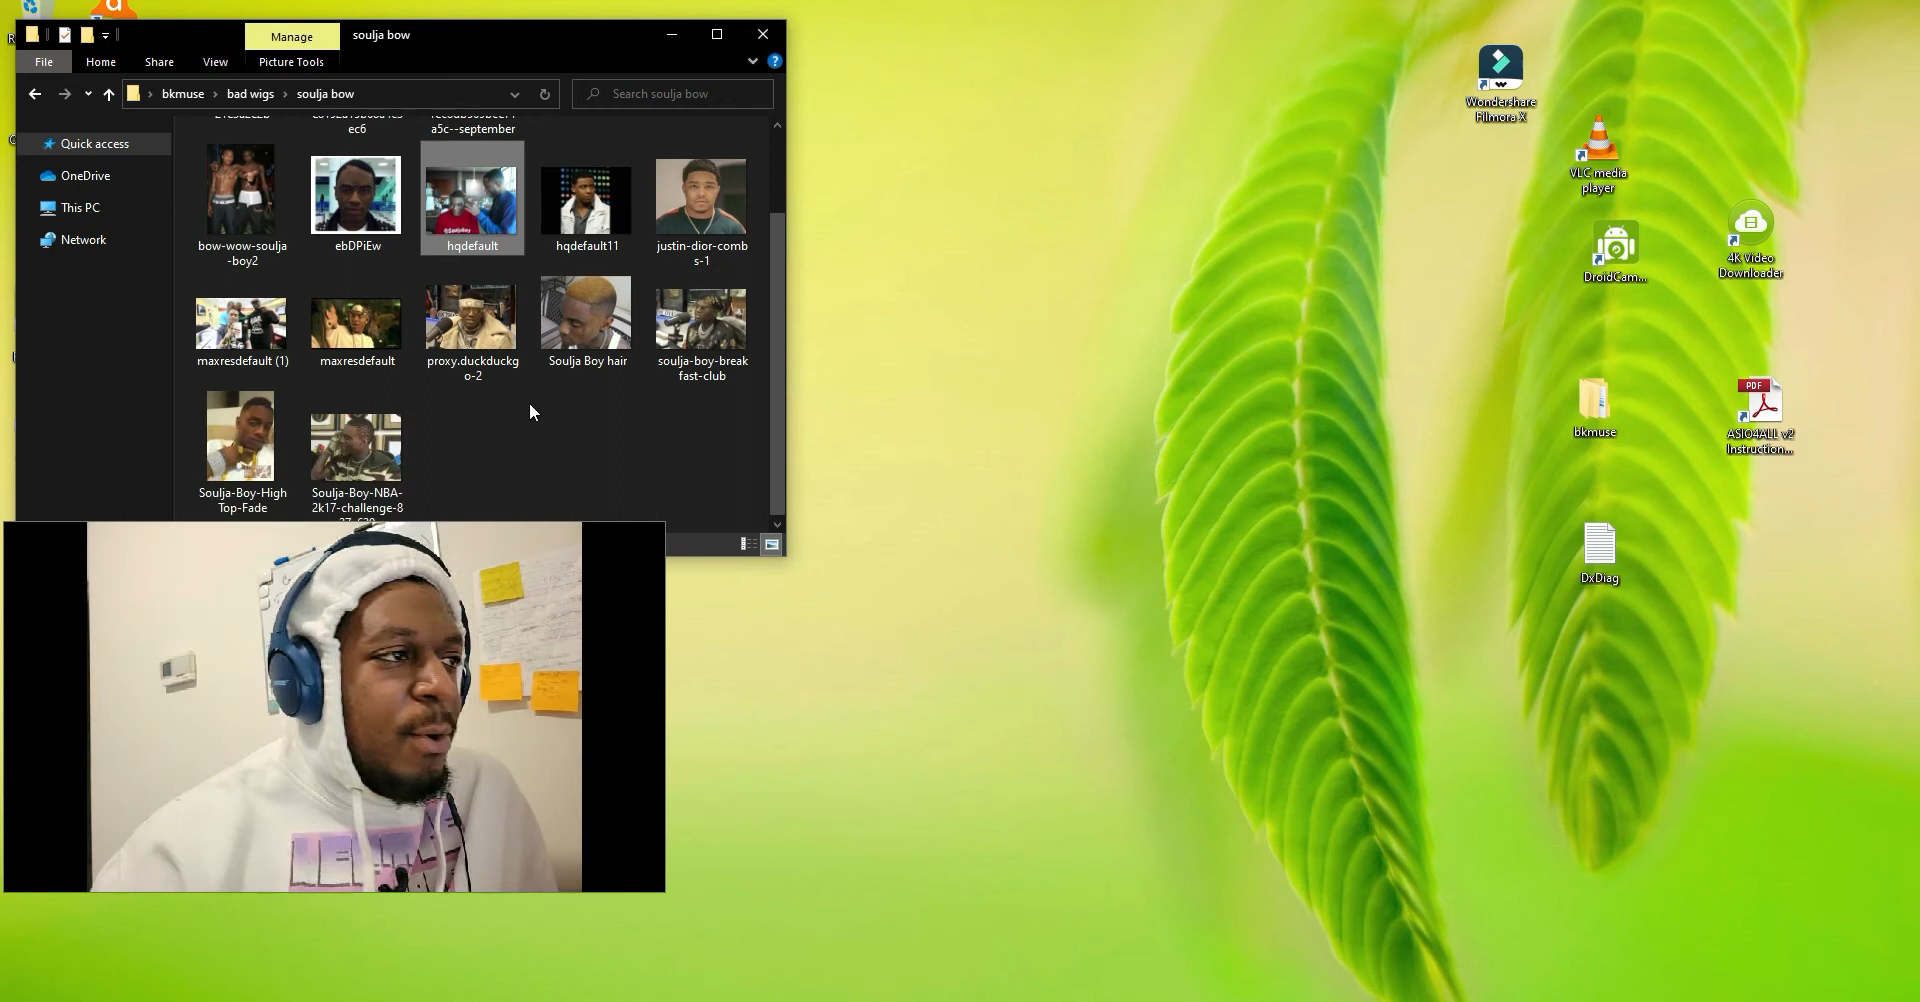 Manage
soulja bow
File
Home
Share
View
Picture Tools
bkmuse
bad wigs
soulja bow
Search soulja bow
ec6
a5c--september
Quick access
OneDrive
This PC
Network
bow-wow-soulja
-boy2
ebDPiEw
hqdefault
hqdefault11
justin-dior-comb
s-1
maxresdefault (1)
maxresdefault
proxy.duckduckg
o-2
Soulja Boy hair
soulja-boy-break
fast-club
Soulja-Boy-High
Top-Fade
Soulja-Boy-NBA-
2k17-challenge-8
Wondershare
Filmora X
VLC media
player
DroidCam...
4K Video
Downloader
bkmuse
PDF
ASIO4ALL v2
Instruction...
DxDiag